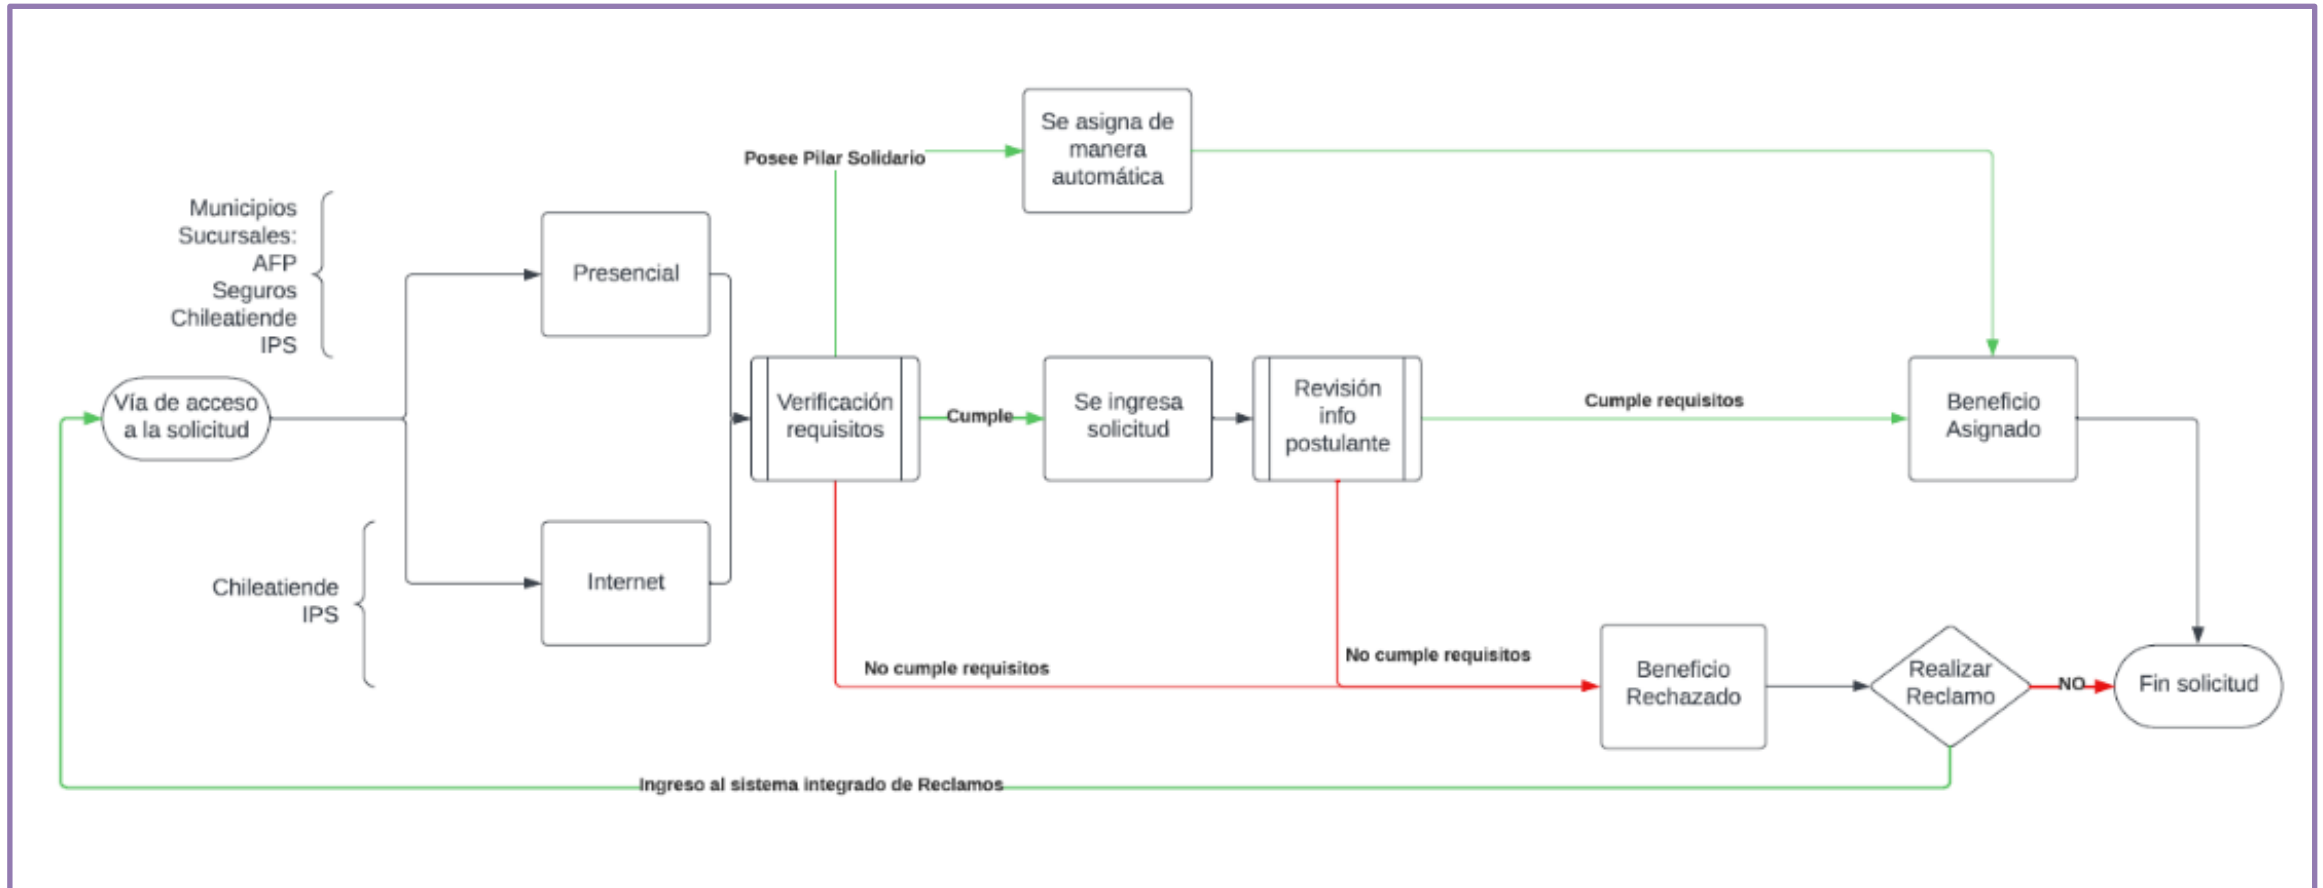 Se asigna de
manera
automática
Posee Pilar Solidario
Municipios
Sucursales:
AFP
Seguros
Chileatiende
IPS
Presencial
Vía de acceso
a la solicitud
Verificación
requisitos
Cumple
Se ingresa
solicitud
Revisión
info
postulante
Cumple requisitos
Beneficio
Asignado
Chileatiende
IPS
Internet
No cumple requisitos
No cumple requisitos
Beneficio
Rechazado
Realizar
Reclamo
NO
Fin solicitud
Ingreso al sistema integrado de Reclamos